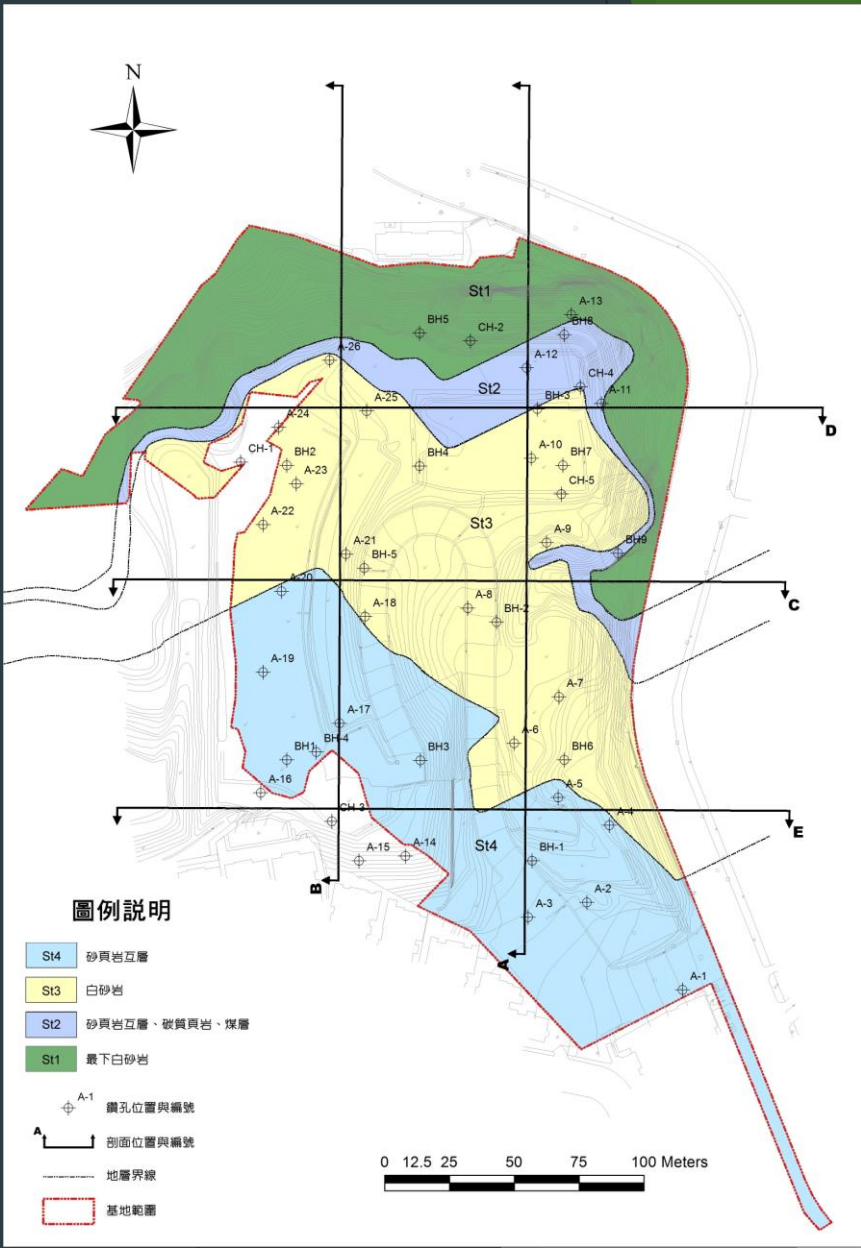 N
St1
A-13
BH5
CH-2
BH8
A-26
A-12
St2
CH-4
A-25
BH-3
A-11
D
A-24
CH-1
BH2
BH4
A-10
BH7
A-23
CH-5
A-22
St3
A-9
A-21
BH-5
BH9
A-20
C
A-18
A-8
BH-2
A-19
A-7
A-17
A-6
BH1
BH-4
BH3
BH6
A-16
A-5
CH-3
A-4
E
A-15
A-14
St4
BH-1
B
A-2
A-3
A
A-1
圖例說明
St4 砂頁岩互層
St3 白砂岩
St2 砂頁岩互層、碳質頁岩、煤層
St1 最下白砂岩
A-1 鑽孔位置與編號
A 剖面位置與編號
地層界線
基地範圍
0 12.5 25 50 75 100 Meters